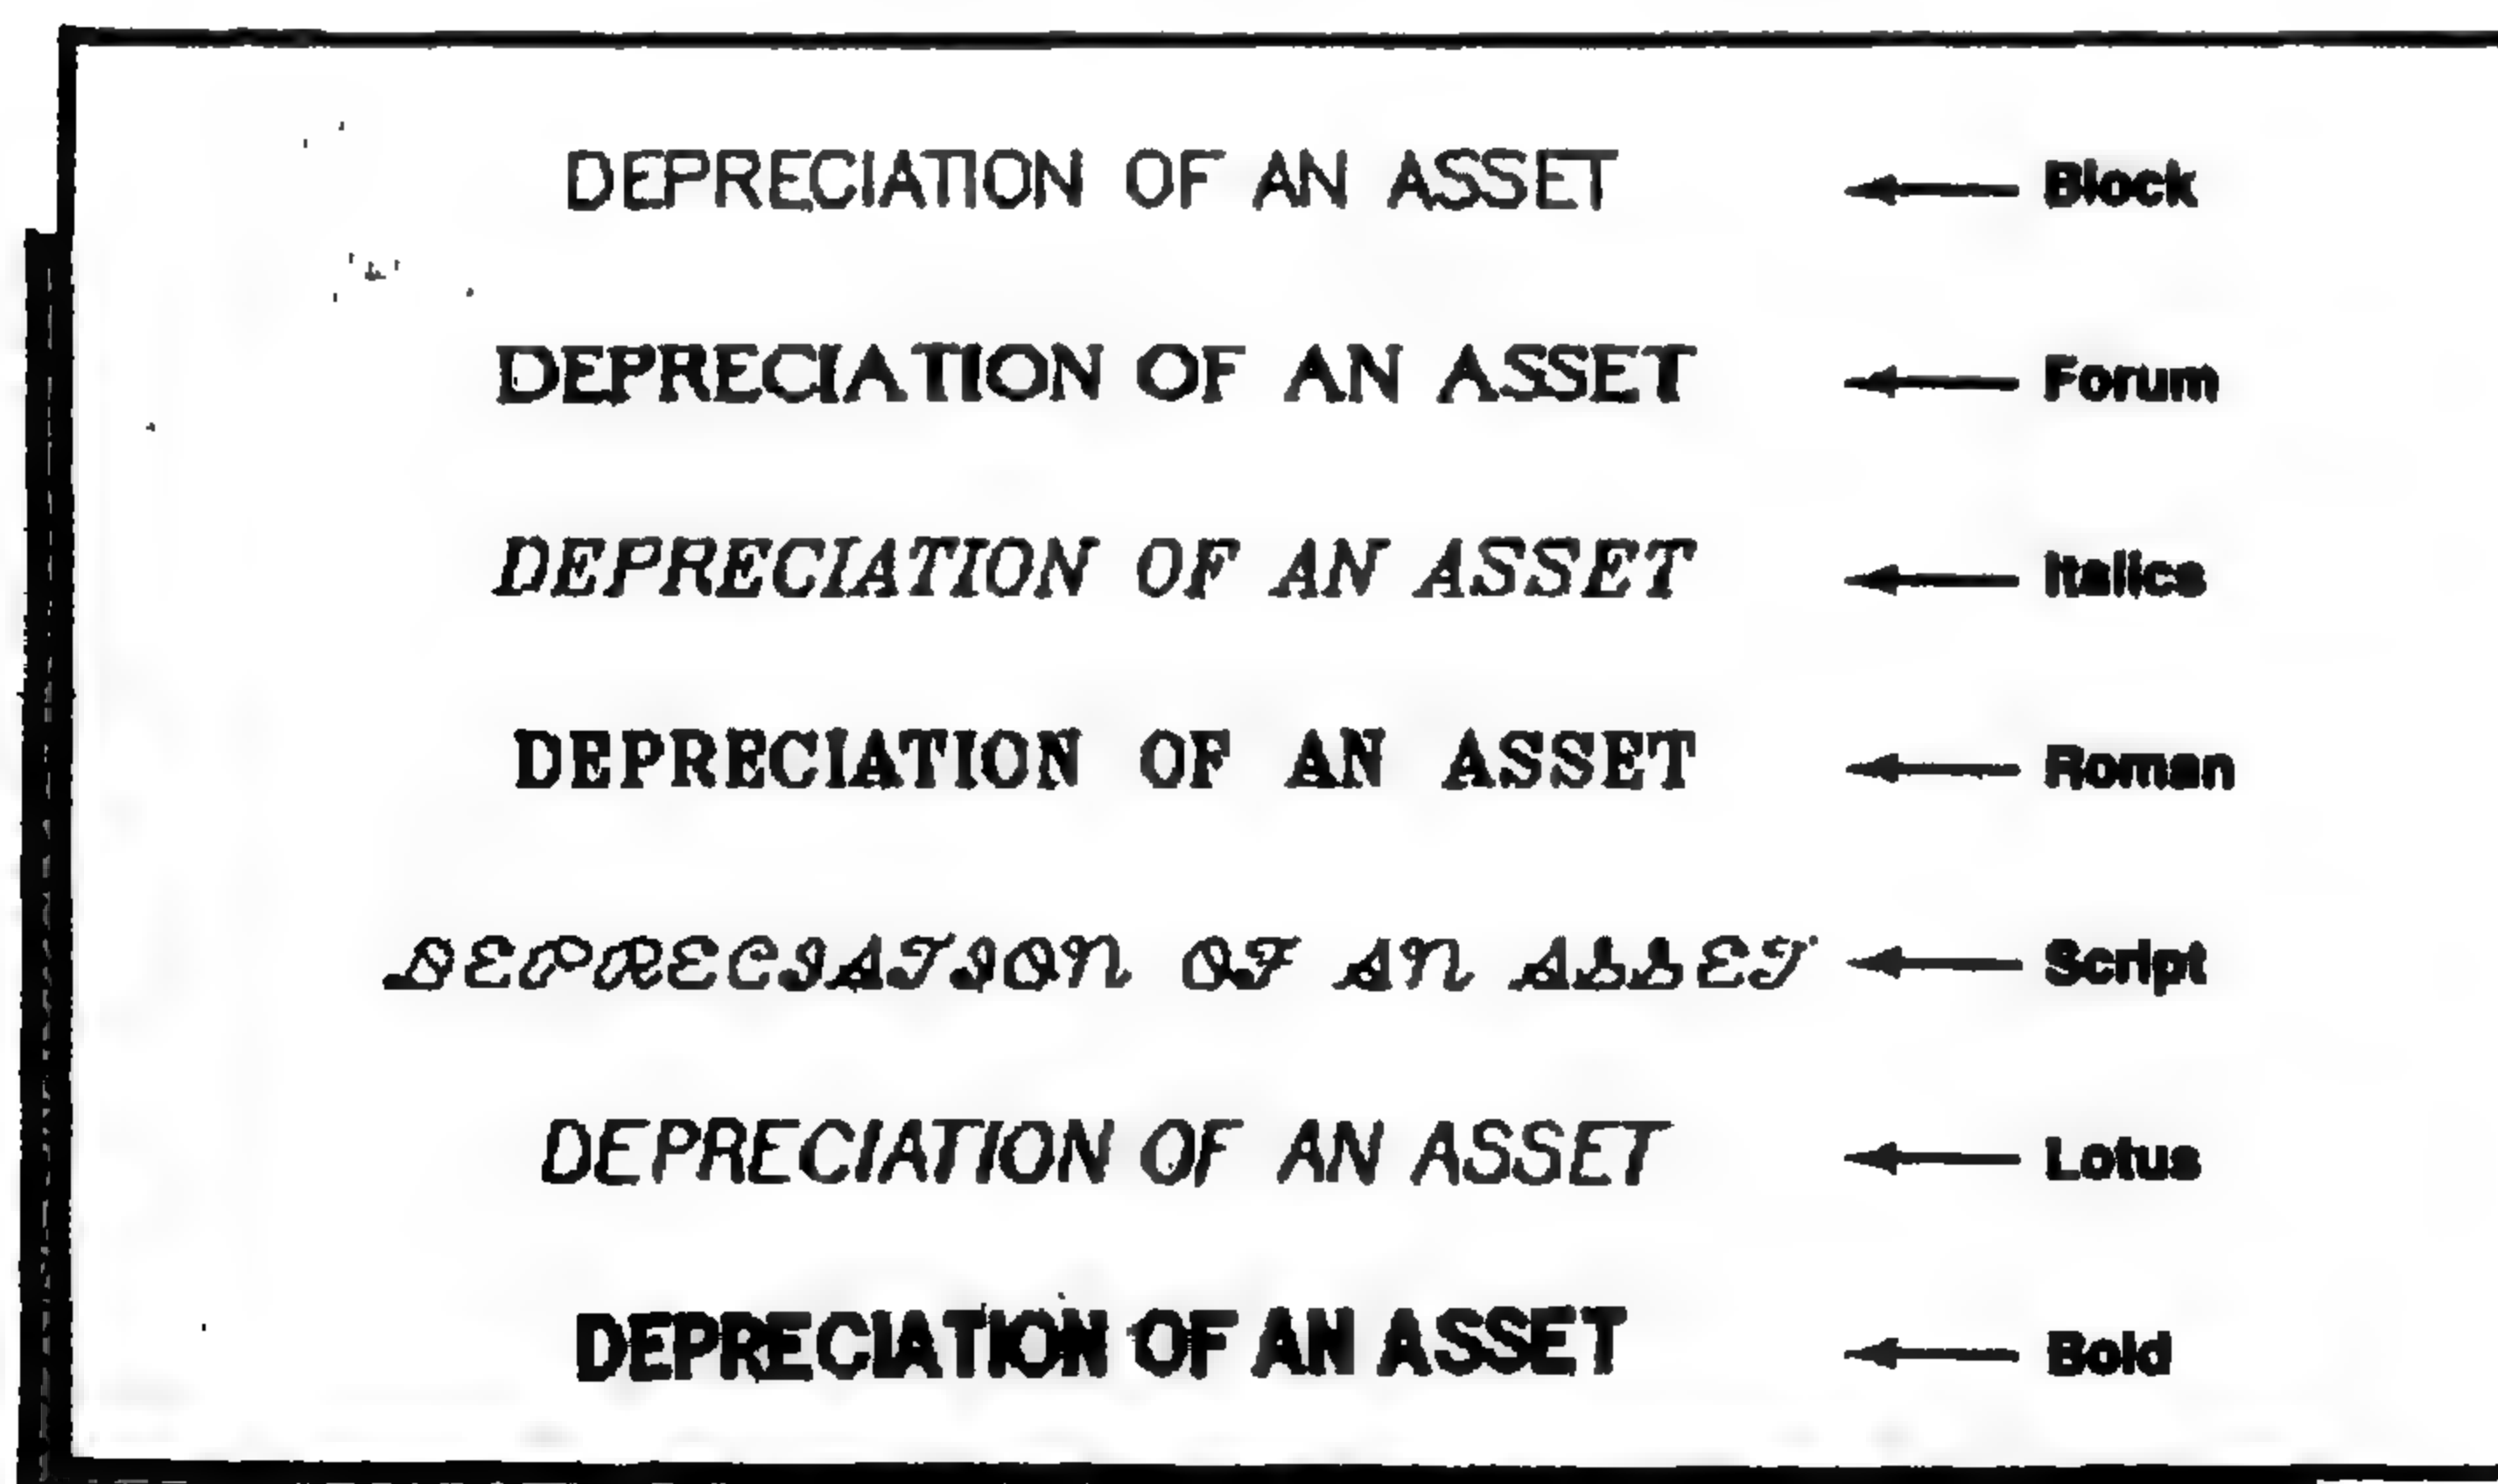 DEPRECIATION OF AN ASSET Block
DEPRECIATION OF AN ASSET Forum
DEPRECIATION OF AN ASSET Italics
DEPRECIATION OF AN ASSET Roman
DEPRECIATION OF AN ASSET Script
DEPRECIATION OF AN ASSET Lotus
DEPRECIATION OF AN ASSET Bold